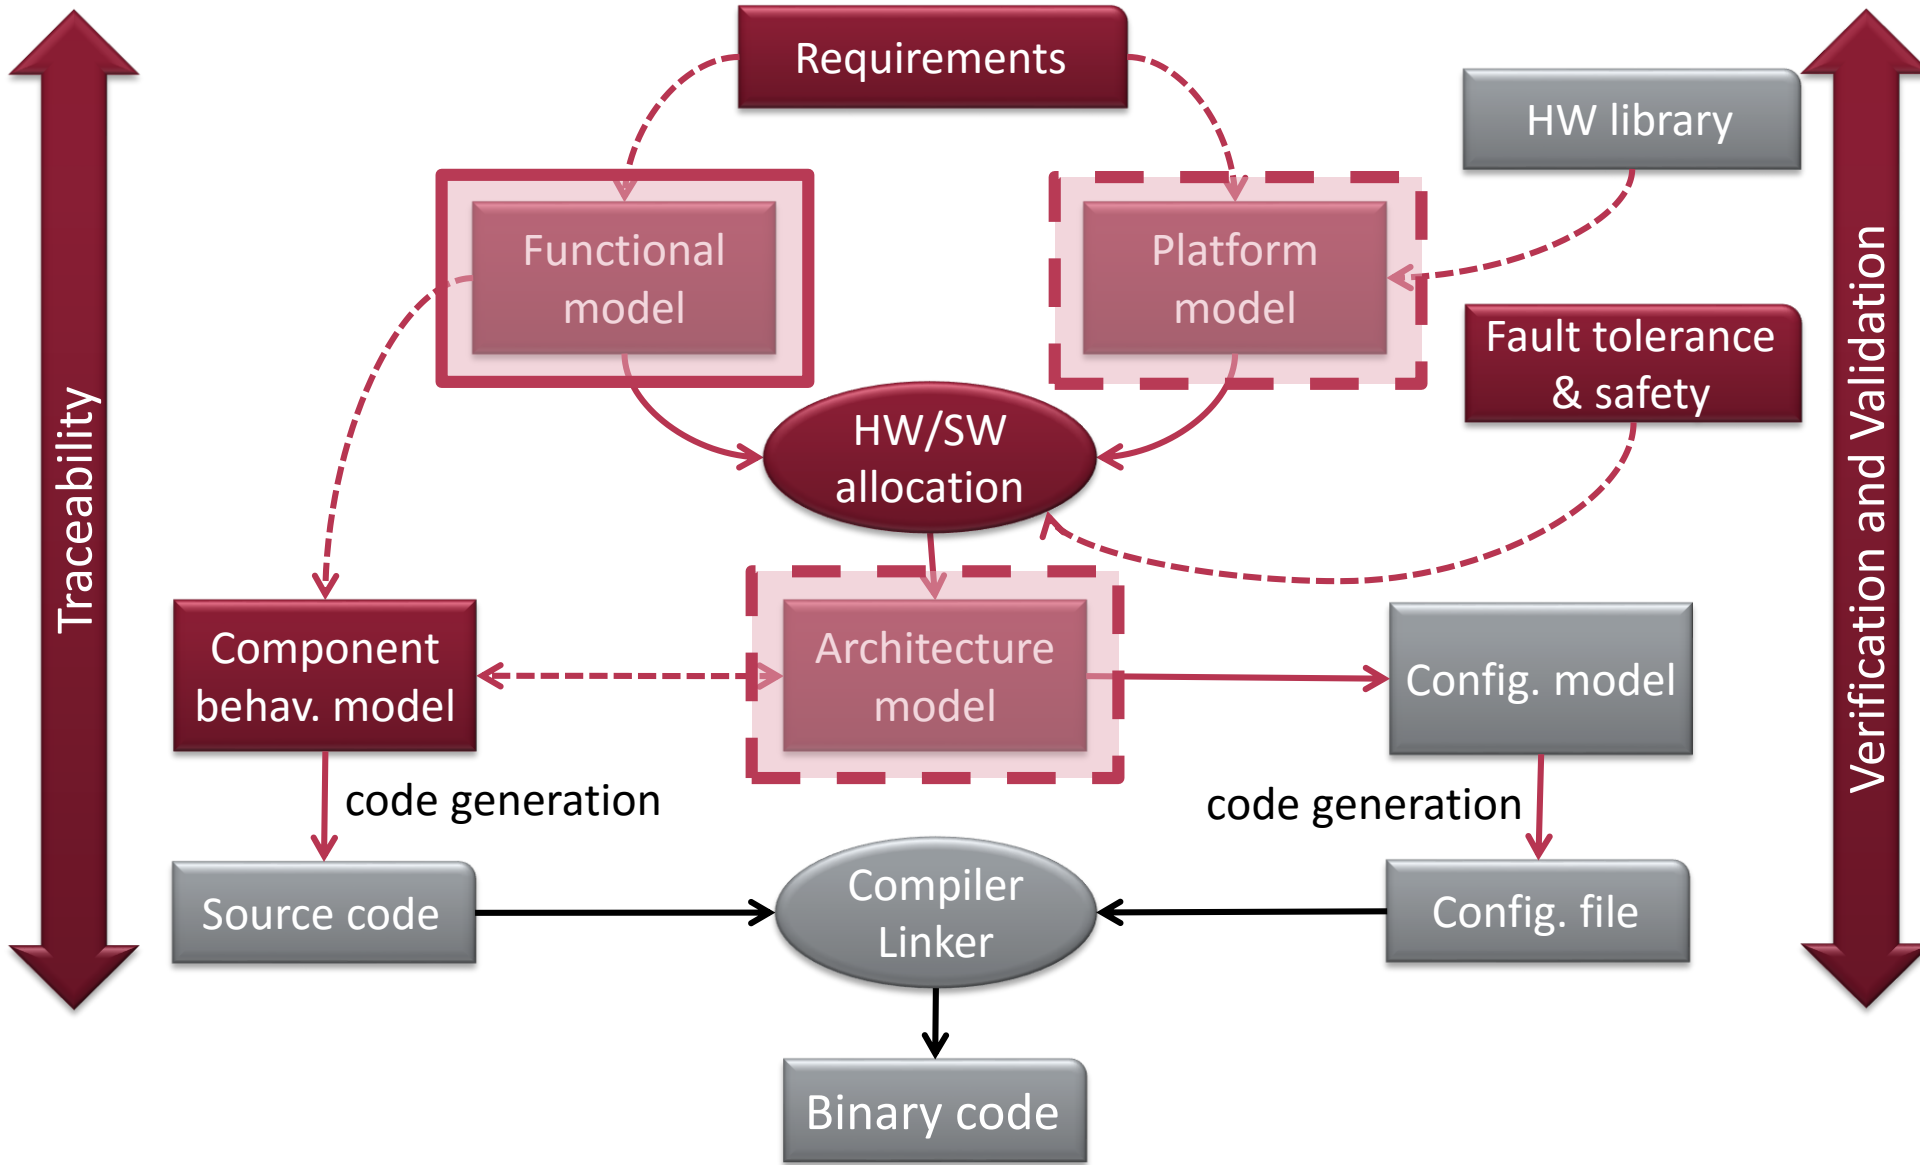 Requirements
HW library
Functional
model
Platform
model
Fault tolerance
& safety
HW/SW
allocation
Traceability
Verification and Validation
Component
behav. model
Architecture
model
Config. model
code generation
code generation
Source code
Compiler
Linker
Config. file
Binary code